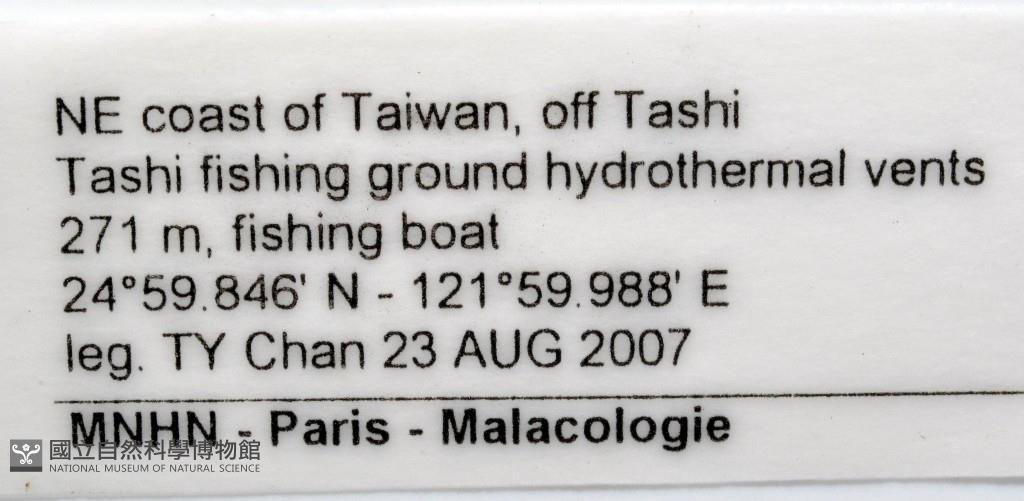 NE coast of Taiwan, off Tashi
Tashi fishing ground hydrothermal vents
271 m, fishing boat
24°59.846' N - 121°59.988' E
leg. TY Chan 23 AUG 2007
MNHN - Paris - Malacologie
國立自然科學博物館
NATIONAL MUSEUM OF NATURAL SCIENCE